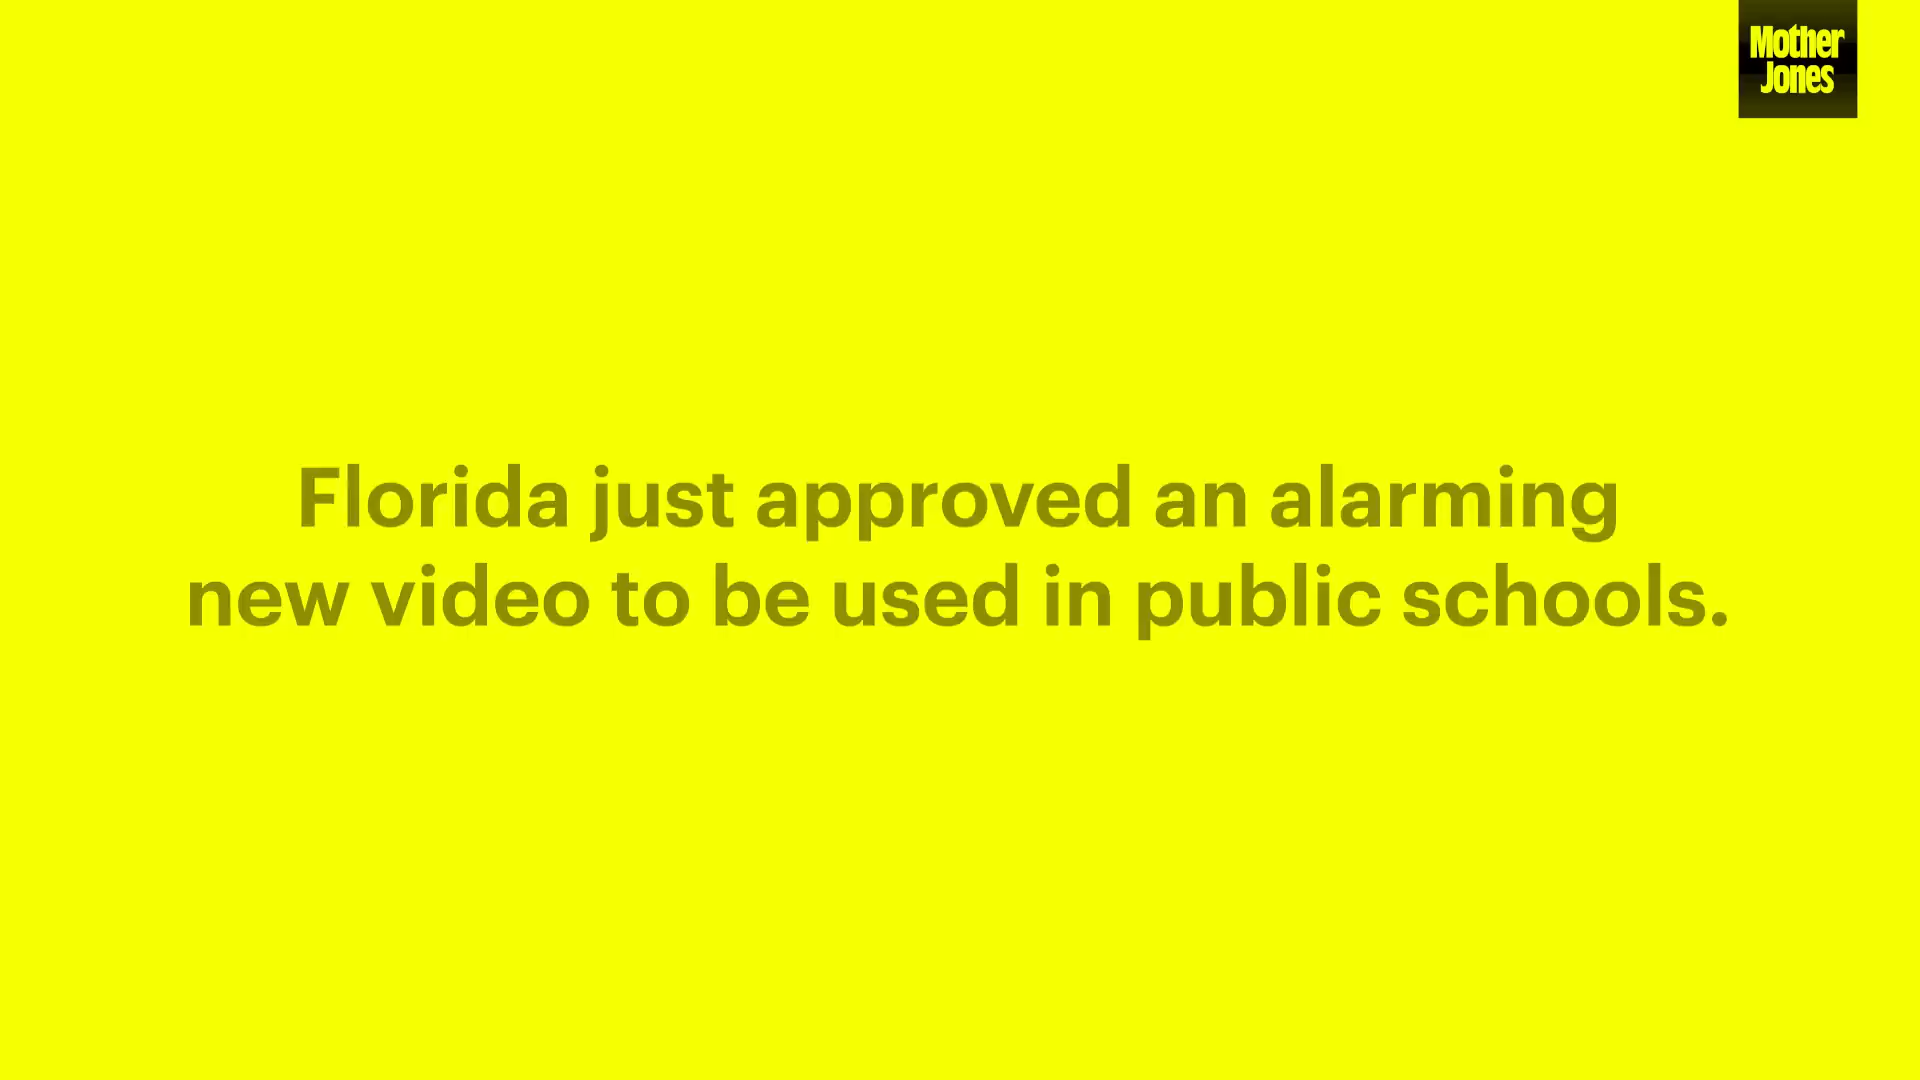 Mother
Jones
Florida just approved an alarming
new video to be used in public schools.